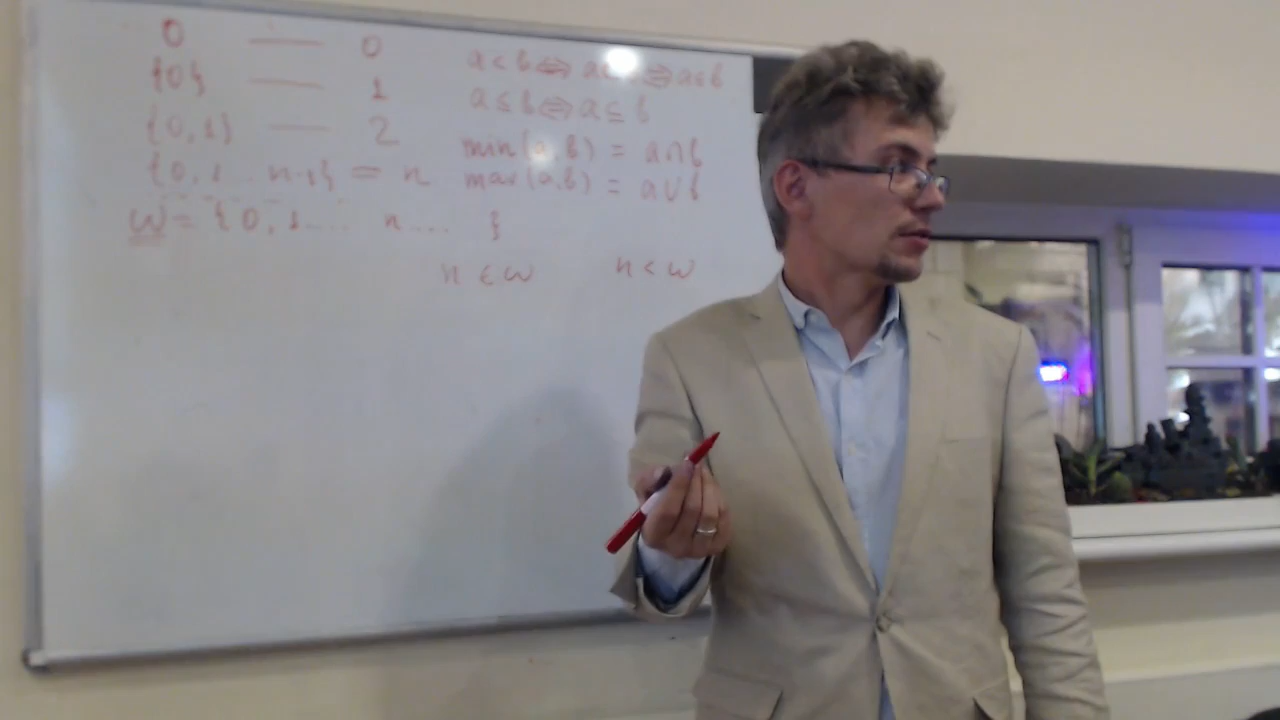 0 — 0
{0} — 1
{0,1} — 2
{0,1...n-1} = n
ω = {0,1.... n... }
a < b ⇔ a ⇔ a∈b
a ≤ b ⇔ a ⊆ b
min(a,b) = a∩b
max(a,b) = a∪b
n ∈ ω n < ω